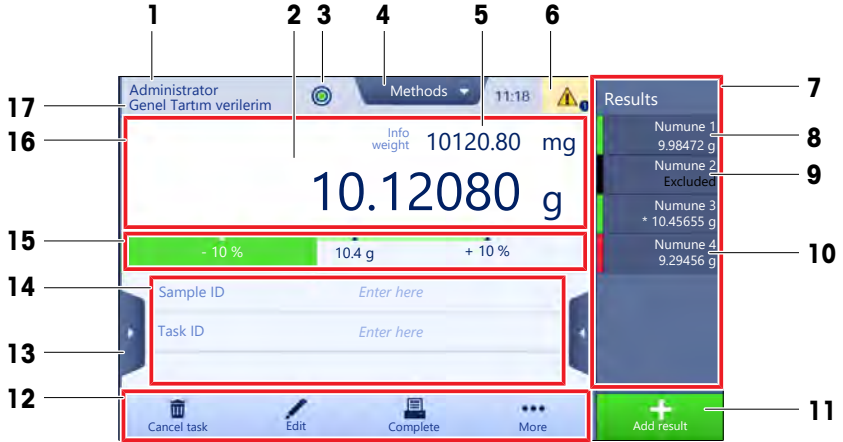 1
2
3
4
5
6
Administrator
Genel Tartım verilerim
Methods
11:18
Results
7
17
16
Info
weight
10120.80 mg
10.12080 g
Numune 1
9.98472 g
8
Numune 2
Excluded
9
Numune 3
* 10.45655 g
15
- 10 %
10.4 g
+ 10 %
Numune 4
9.29456 g
10
14
Sample ID
Enter here
Task ID
Enter here
13
12
Cancel task
Edit
Complete
More
Add result
11